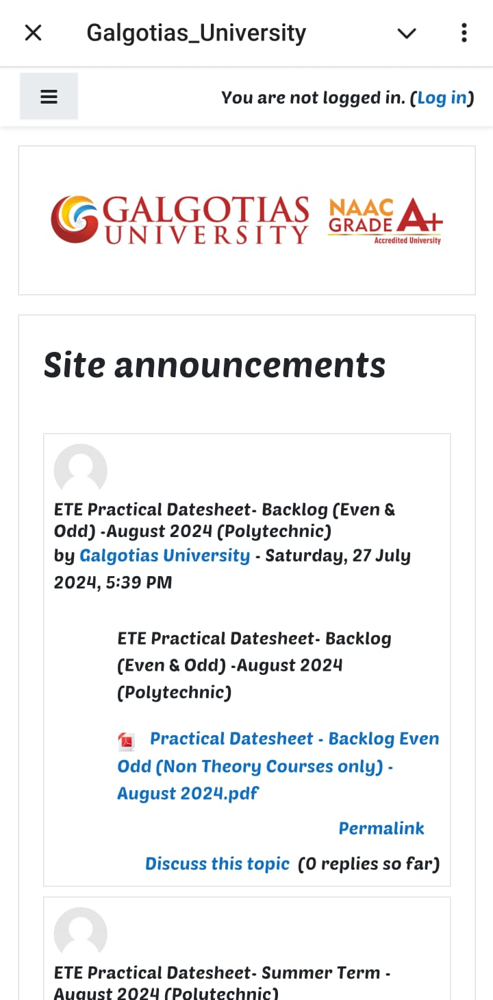 Galgotias_University
You are not logged in. (Log in)
GALGOTIAS
UNIVERSITY
NAAC
GRADE A+
Accredited University
Site announcements
ETE Practical Datesheet- Backlog (Even &
Odd) -August 2024 (Polytechnic)
by Galgotias University - Saturday, 27 July
2024, 5:39 PM
ETE Practical Datesheet- Backlog
(Even & Odd) -August 2024
(Polytechnic)
Practical Datesheet - Backlog Even
Odd (Non Theory Courses only) -
August 2024.pdf
Permalink
Discuss this topic (0 replies so far)
ETE Practical Datesheet- Summer Term -
August 2024 (Polytechnic)